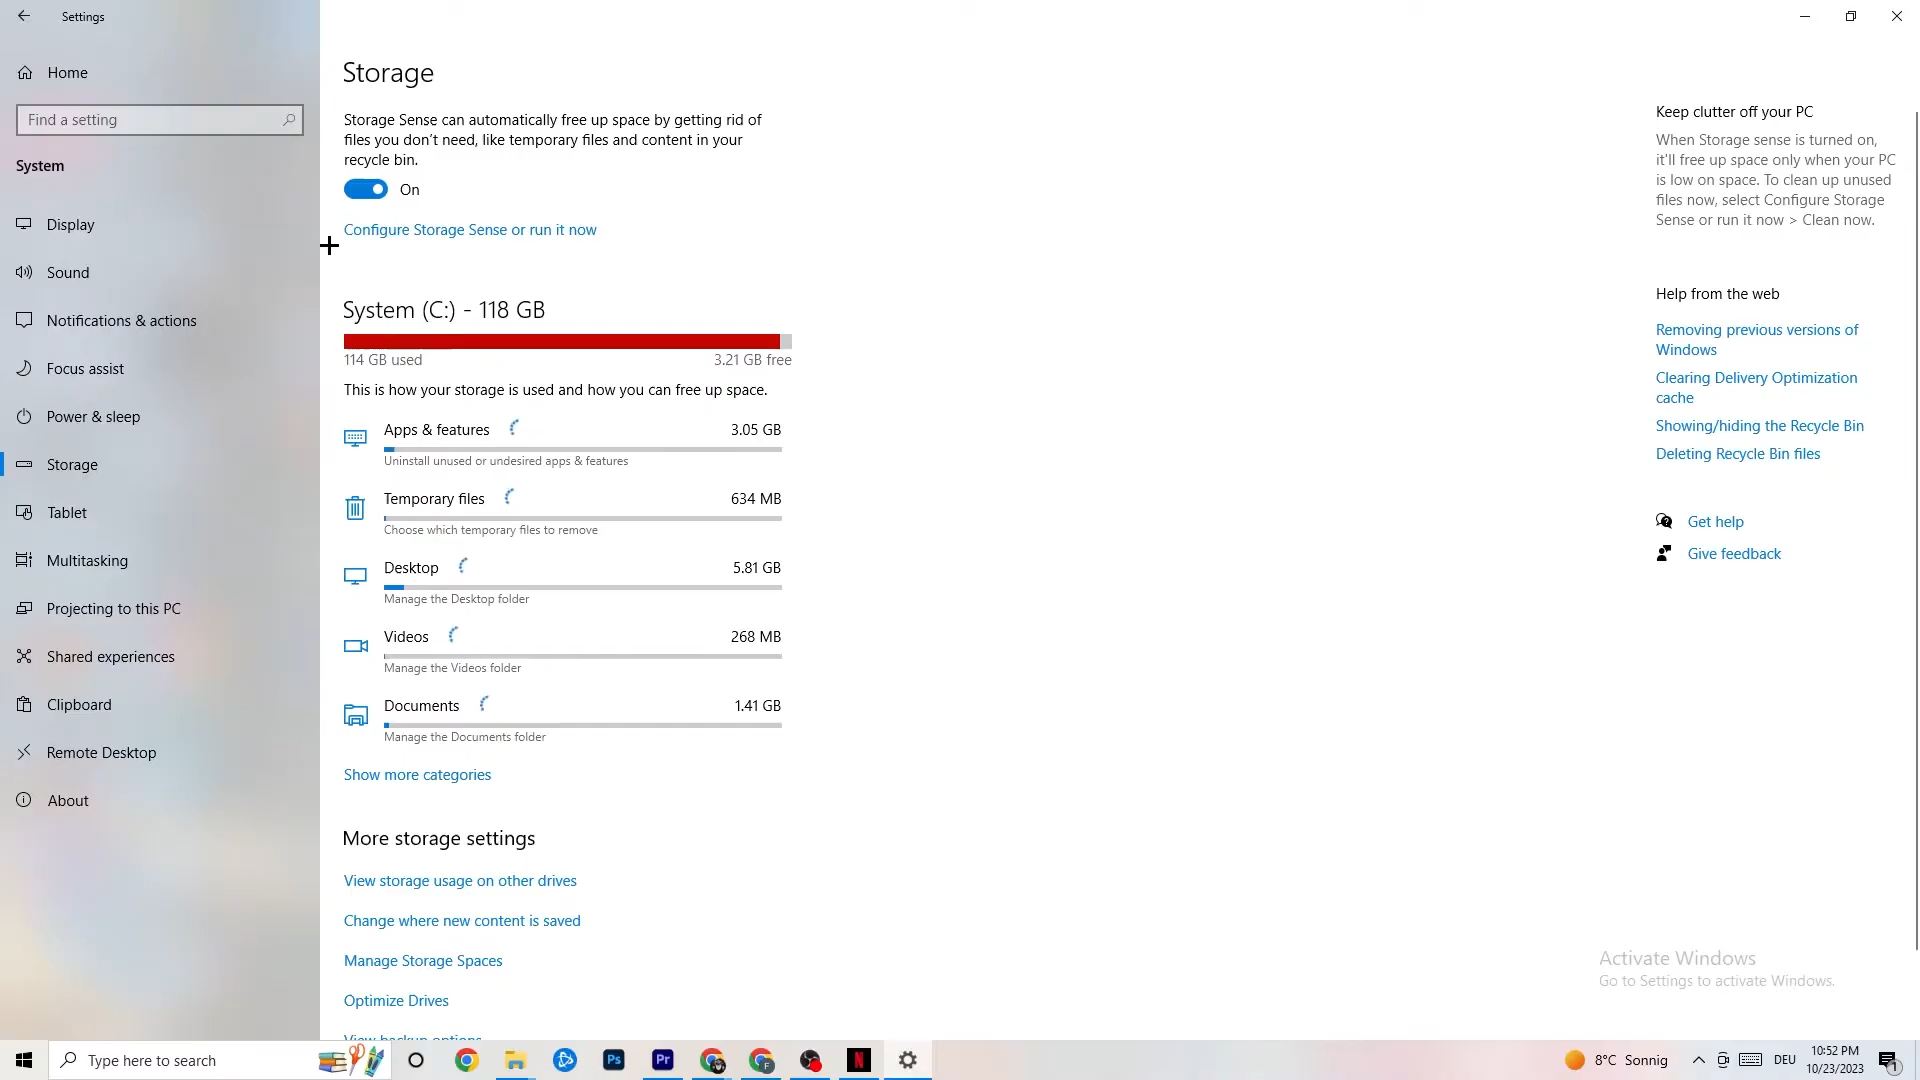 Settings
Home
Find a setting
System
Display
Sound
Notifications & actions
Focus assist
Power & sleep
Storage
Tablet
Multitasking
Projecting to this PC
Shared experiences
Clipboard
Remote Desktop
About
Storage
Storage Sense can automatically free up space by getting rid of
files you don’t need, like temporary files and content in your
recycle bin.
On
Configure Storage Sense or run it now
System (C:) - 118 GB
114 GB used
3.21 GB free
This is how your storage is used and how you can free up space.
Apps & features
3.05 GB
Uninstall unused or undesired apps & features
Temporary files
634 MB
Choose which temporary files to remove
Desktop
5.81 GB
Manage the Desktop folder
Videos
268 MB
Manage the Videos folder
Documents
1.41 GB
Manage the Documents folder
Show more categories
More storage settings
View storage usage on other drives
Change where new content is saved
Manage Storage Spaces
Optimize Drives
View backup options
Keep clutter off your PC
When Storage sense is turned on,
it'll free up space only when your PC
is low on space. To clean up unused
files now, select Configure Storage
Sense or run it now > Clean now.
Help from the web
Removing previous versions of
Windows
Clearing Delivery Optimization
cache
Showing/hiding the Recycle Bin
Deleting Recycle Bin files
Get help
Give feedback
Activate Windows
Go to Settings to activate Windows.
Type here to search
Ps
Pr
F
N
8°C Sonnig
DEU
10:52 PM
10/23/2023
1